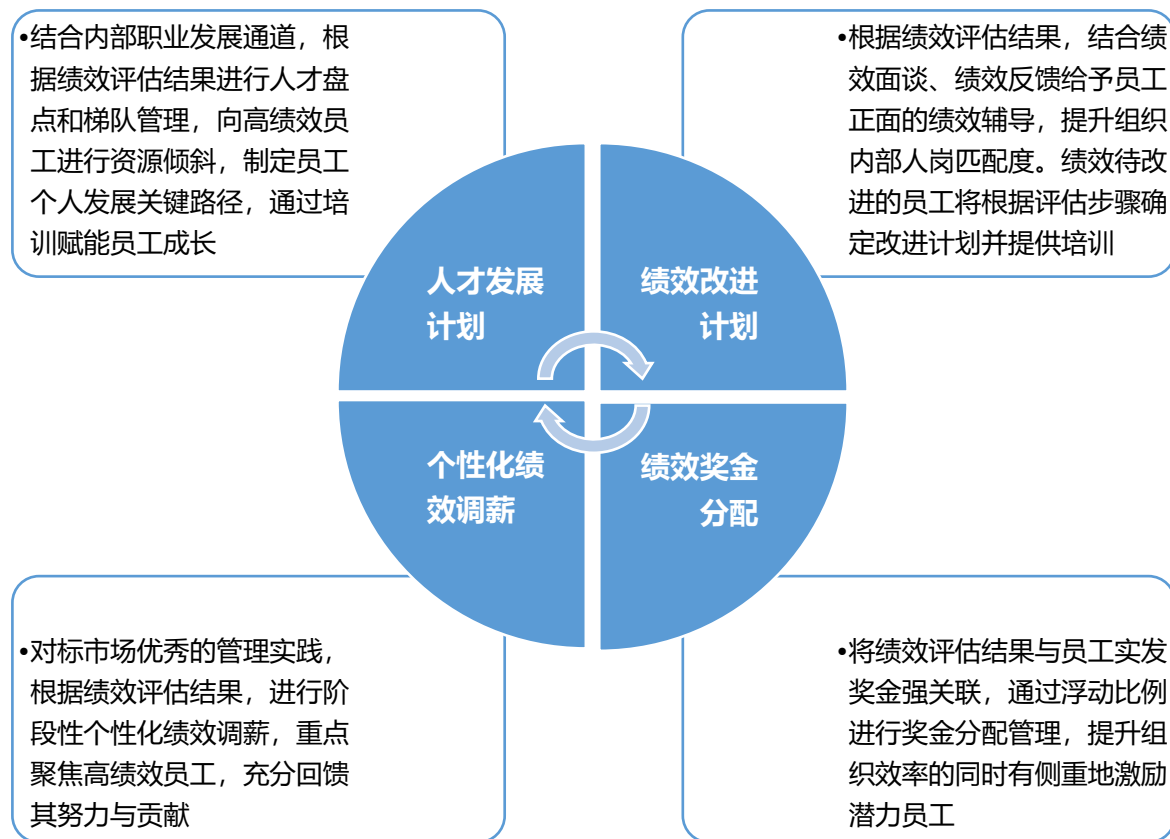 •结合内部职业发展通道，根
据绩效评估结果进行人才盘
点和梯队管理，向高绩效员
工进行资源倾斜，制定员工
个人发展关键路径，通过培
训赋能员工成长
•根据绩效评估结果，结合绩
效面谈、绩效反馈给予员工
正面的绩效辅导，提升组织
内部人岗匹配度。绩效待改
进的员工将根据评估步骤确
定改进计划并提供培训
人才发展
计划
绩效改进
计划
个性化绩
效调薪
绩效奖金
分配
•对标市场优秀的管理实践，
根据绩效评估结果，进行阶
段性个性化绩效调薪，重点
聚焦高绩效员工，充分回馈
其努力与贡献
•将绩效评估结果与员工实发
奖金强关联，通过浮动比例
进行奖金分配管理，提升组
织效率的同时有侧重地激励
潜力员工